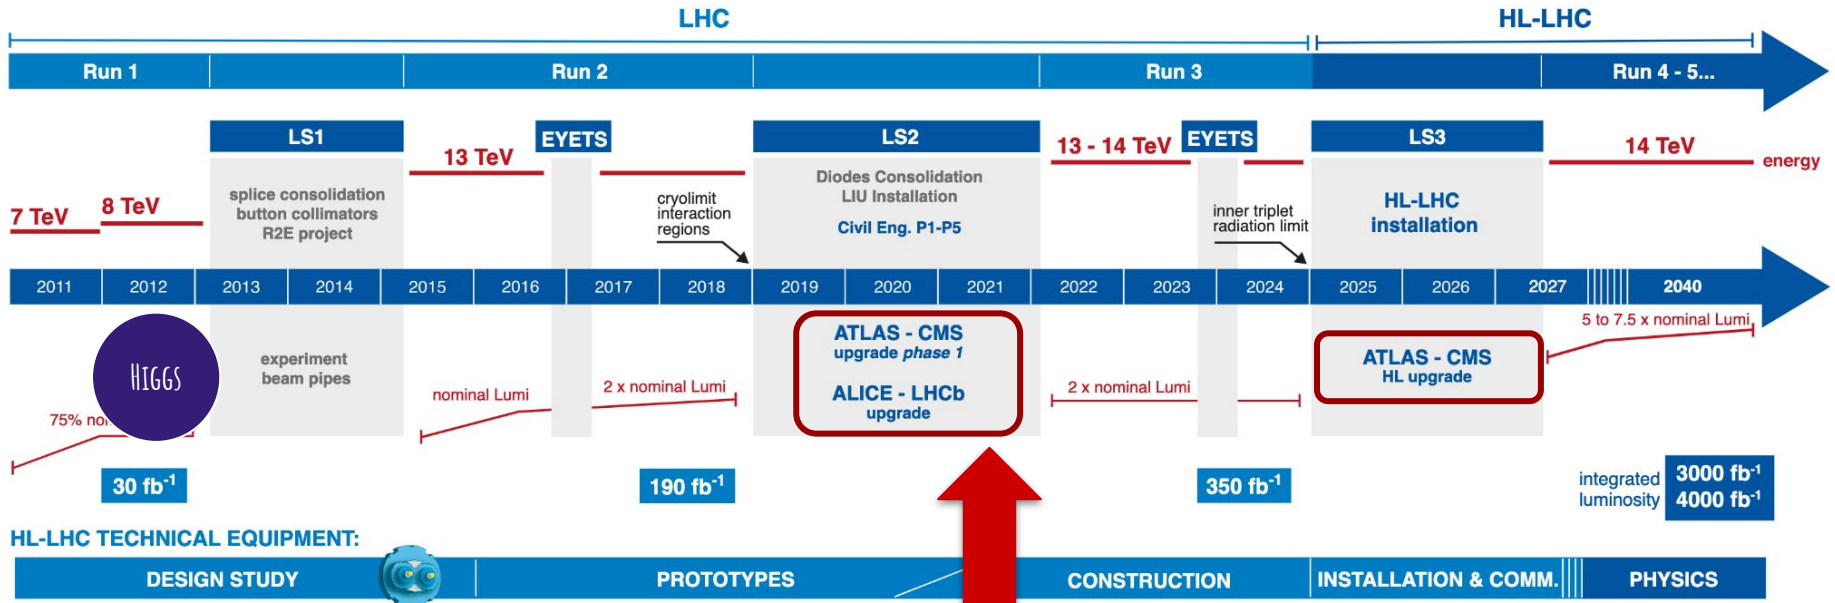 LHC
HL-LHC
Run 1
Run 2
Run 3
Run 4 - 5...
LS1
EYETS
LS2
EYETS
LS3
7 TeV
8 TeV
13 TeV
13 - 14 TeV
14 TeV
energy
splice consolidation
button collimators
R2E project
cryolimit
interaction
regions
Diodes Consolidation
LIU Installation
Civil Eng. P1-P5
inner triplet
radiation limit
HL-LHC
installation
2011
2012
2013
2014
2015
2016
2017
2018
2019
2020
2021
2022
2023
2024
2025
2026
2027
2040
Higgs
75%
experiment
beam pipes
nominal Lumi
2 x nominal Lumi
ATLAS - CMS
upgrade phase 1
ALICE - LHCb
upgrade
2 x nominal Lumi
ATLAS - CMS
HL upgrade
5 to 7.5 x nominal Lumi
30 fb⁻¹
190 fb⁻¹
350 fb⁻¹
integrated
luminosity
3000 fb⁻¹
4000 fb⁻¹
HL-LHC TECHNICAL EQUIPMENT:
DESIGN STUDY
PROTOTYPES
CONSTRUCTION
INSTALLATION & COMM.
PHYSICS